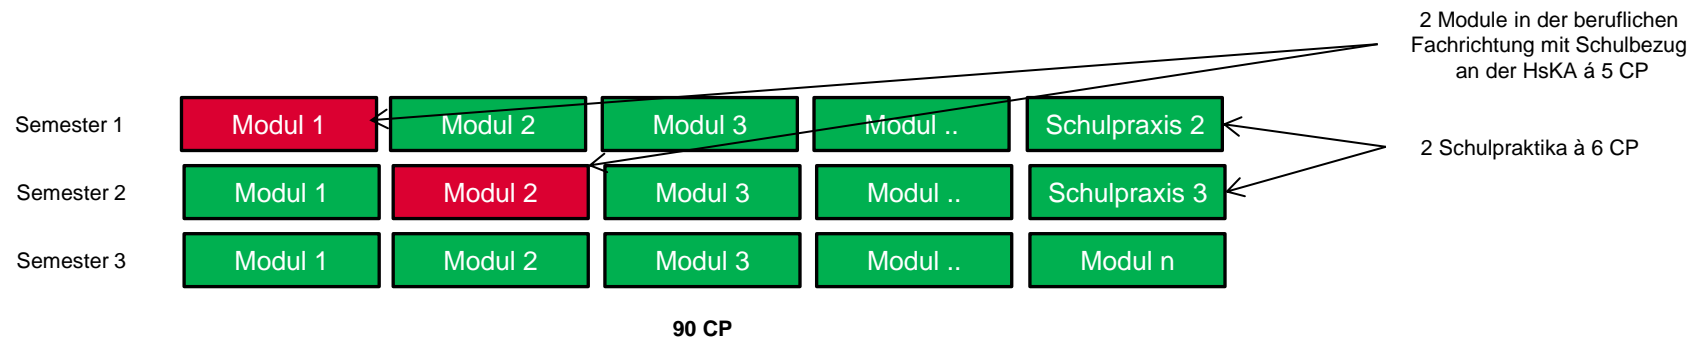 2 Module in der beruflichen
Fachrichtung mit Schulbezug
an der HsKA á 5 CP
Semester 1 Modul 1 Modul 2 Modul 3 Modul .. Schulpraxis 2
2 Schulpraktika à 6 CP
Semester 2 Modul 1 Modul 2 Modul 3 Modul .. Schulpraxis 3
Semester 3 Modul 1 Modul 2 Modul 3 Modul .. Modul n
90 CP